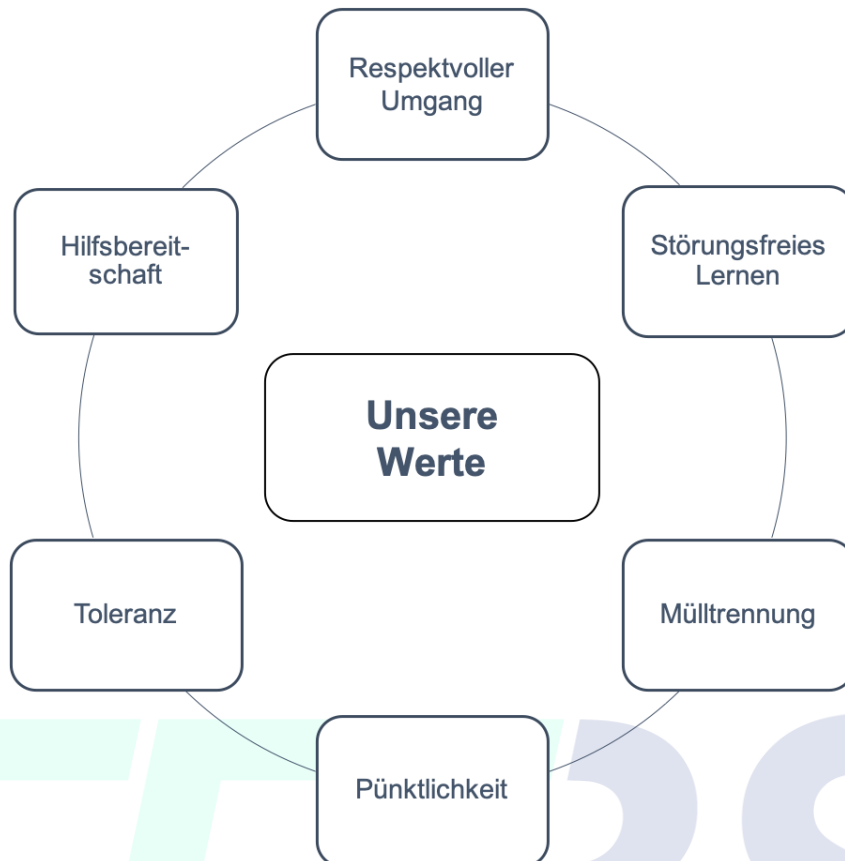 Respektvoller
Umgang
Hilfsbereit-
schaft
Störungsfreies
Lernen
Unsere
Werte
Toleranz
Mülltrennung
Pünktlichkeit